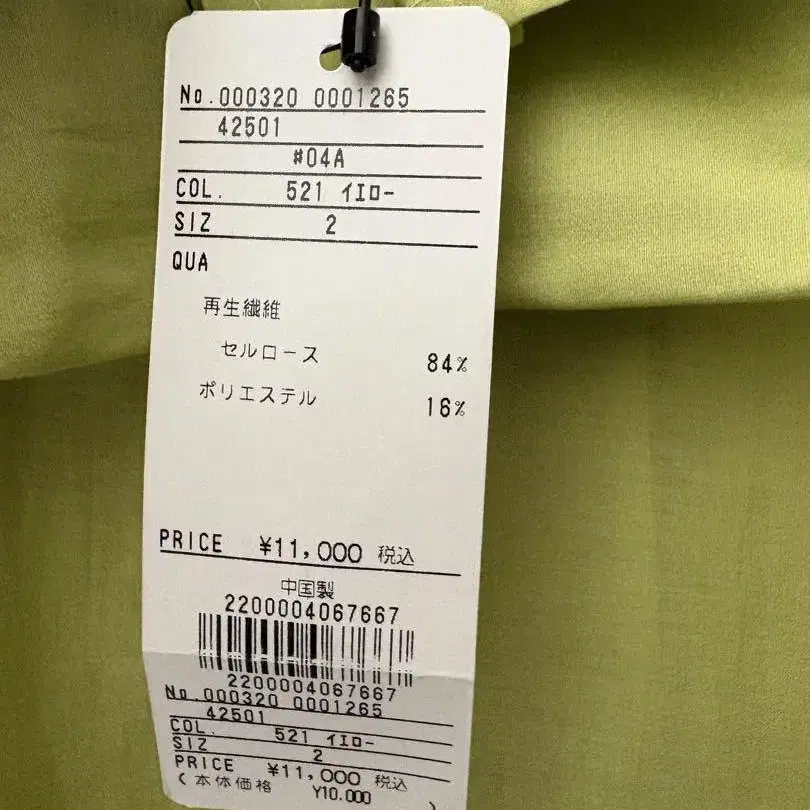 No.000320 0001265
42501
#04A
COL. 521 イエロー
SIZ 2
QUA
再生繊維
セルロース 84%
ポリエステル 16%
PRICE ¥11,000 税込
中国製
2200004067667
2200004067667
No.000320 0001265
42501
COL. 521 イエロー
SIZ 2
PRICE ¥11,000 税込
(本体価格 ¥10.000 )